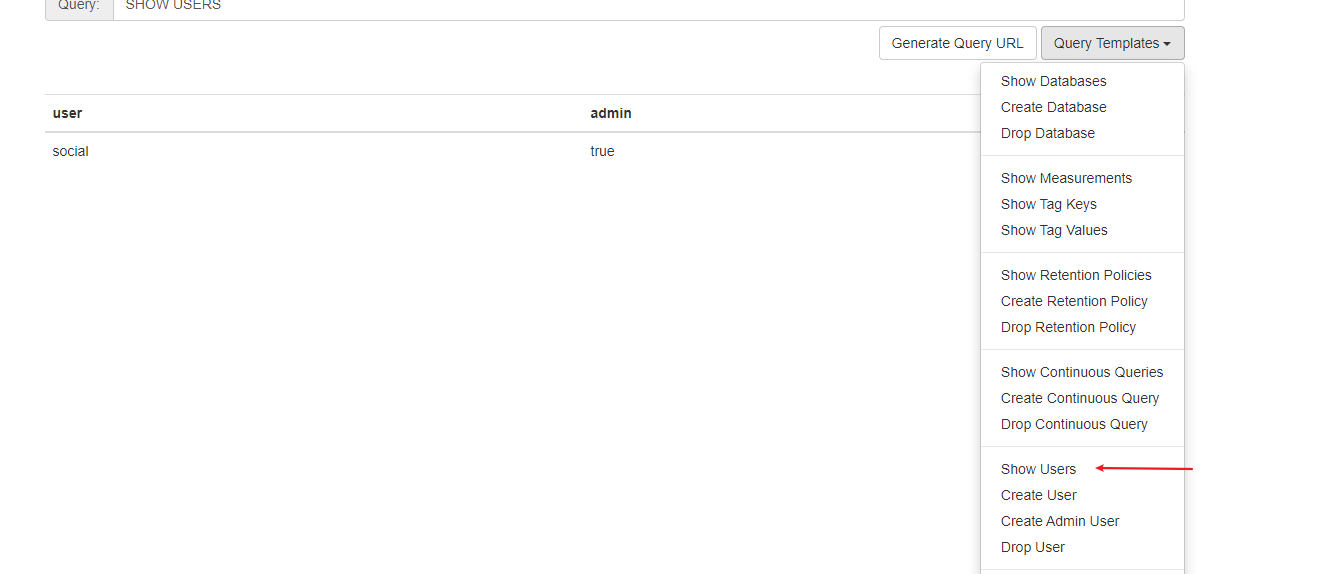 Query: SHOW USERS
Generate Query URL Query Templates
Show Databases
Create Database
Drop Database
Show Measurements
Show Tag Keys
Show Tag Values
Show Retention Policies
Create Retention Policy
Drop Retention Policy
Show Continuous Queries
Create Continuous Query
Drop Continuous Query
Show Users
Create User
Create Admin User
Drop User
user admin
social true